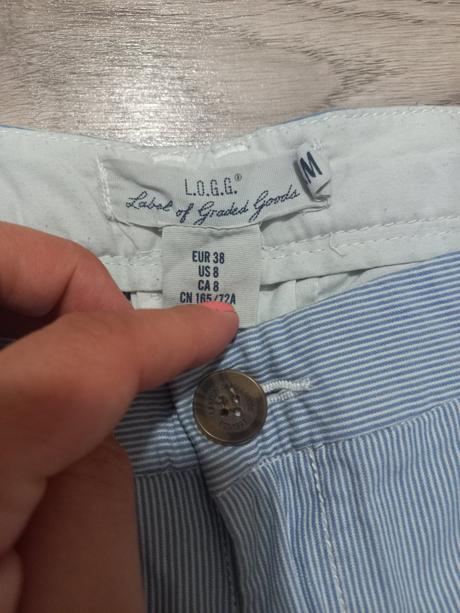 L.O.G.G.®
Label of Graded Goods
M
EUR 38
US 8
CA 8
CN 165/72A